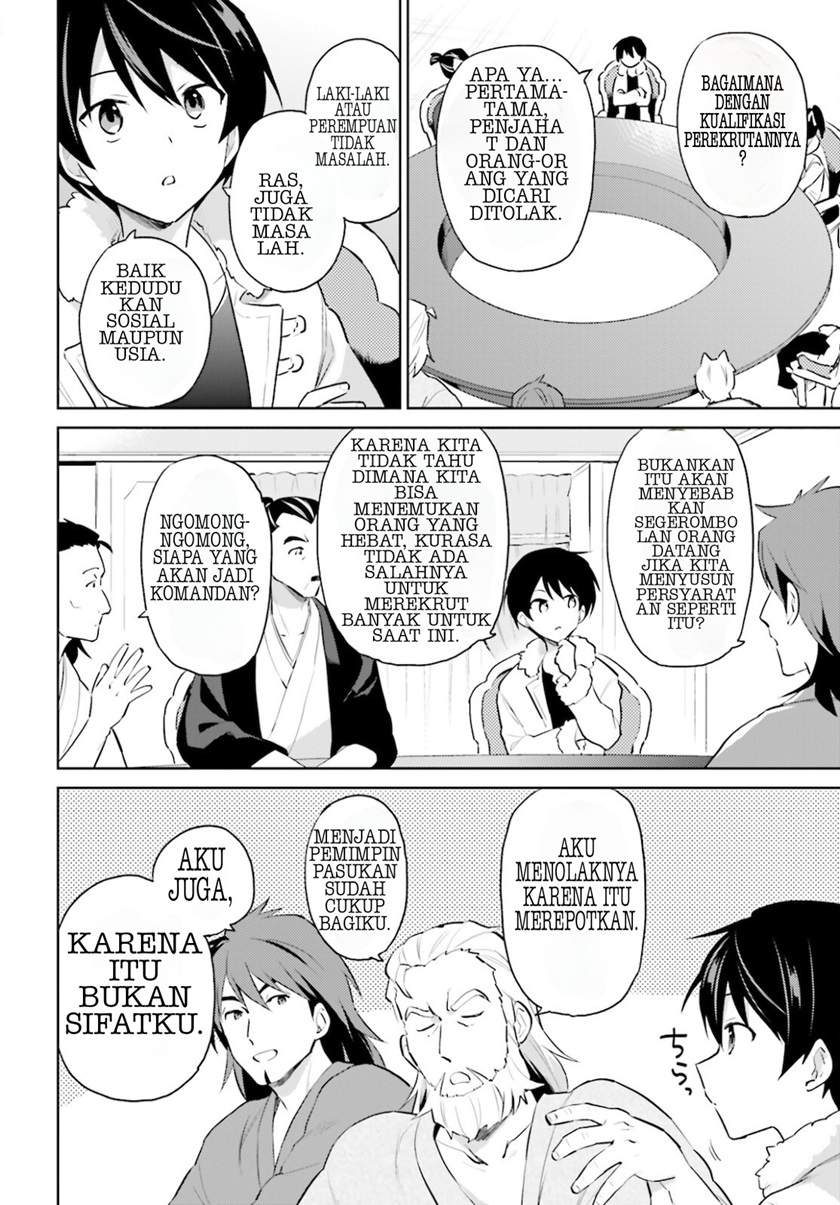 BAGAIMANA
DENGAN
KUALIFIKASI
PEREKRUTANNYA
?
APA YA...
PERTAMA-
TAMA,
PENJAHA
T DAN
ORANG-OR
ANG YANG
DICARI
DITOLAK.
LAKI-LAKI
ATAU
PEREMPUAN
TIDAK
MASALAH.
RAS,
JUGA
TIDAK
MASA
LAH.
BAIK
KEDUDU
KAN
SOSIAL
MAUPUN
USIA.
BUKANKAN
ITU AKAN
MENYEBAB
KAN
SEGEROMBO
LAN ORANG
DATANG
JIKA KITA
MENYUSUN
PERSYARAT
AN SEPERTI
ITU?
KARENA KITA
TIDAK TAHU
DIMANA KITA
BISA
MENEMUKAN
ORANG YANG
HEBAT, KURASA
TIDAK ADA
SALAHNYA
UNTUK
MEREKRUT
BANYAK UNTUK
SAAT INI.
NGOMONG-
NGOMONG,
SIAPA YANG
AKAN JADI
KOMANDAN?
AKU
MENOLAKNYA
KARENA ITU
MEREPOTKAN.
MENJADI
PEMIMPIN
PASUKAN
SUDAH
CUKUP
BAGIKU.
AKU
JUGA,
KARENA
ITU
BUKAN
SIFATKU.
ちらっ